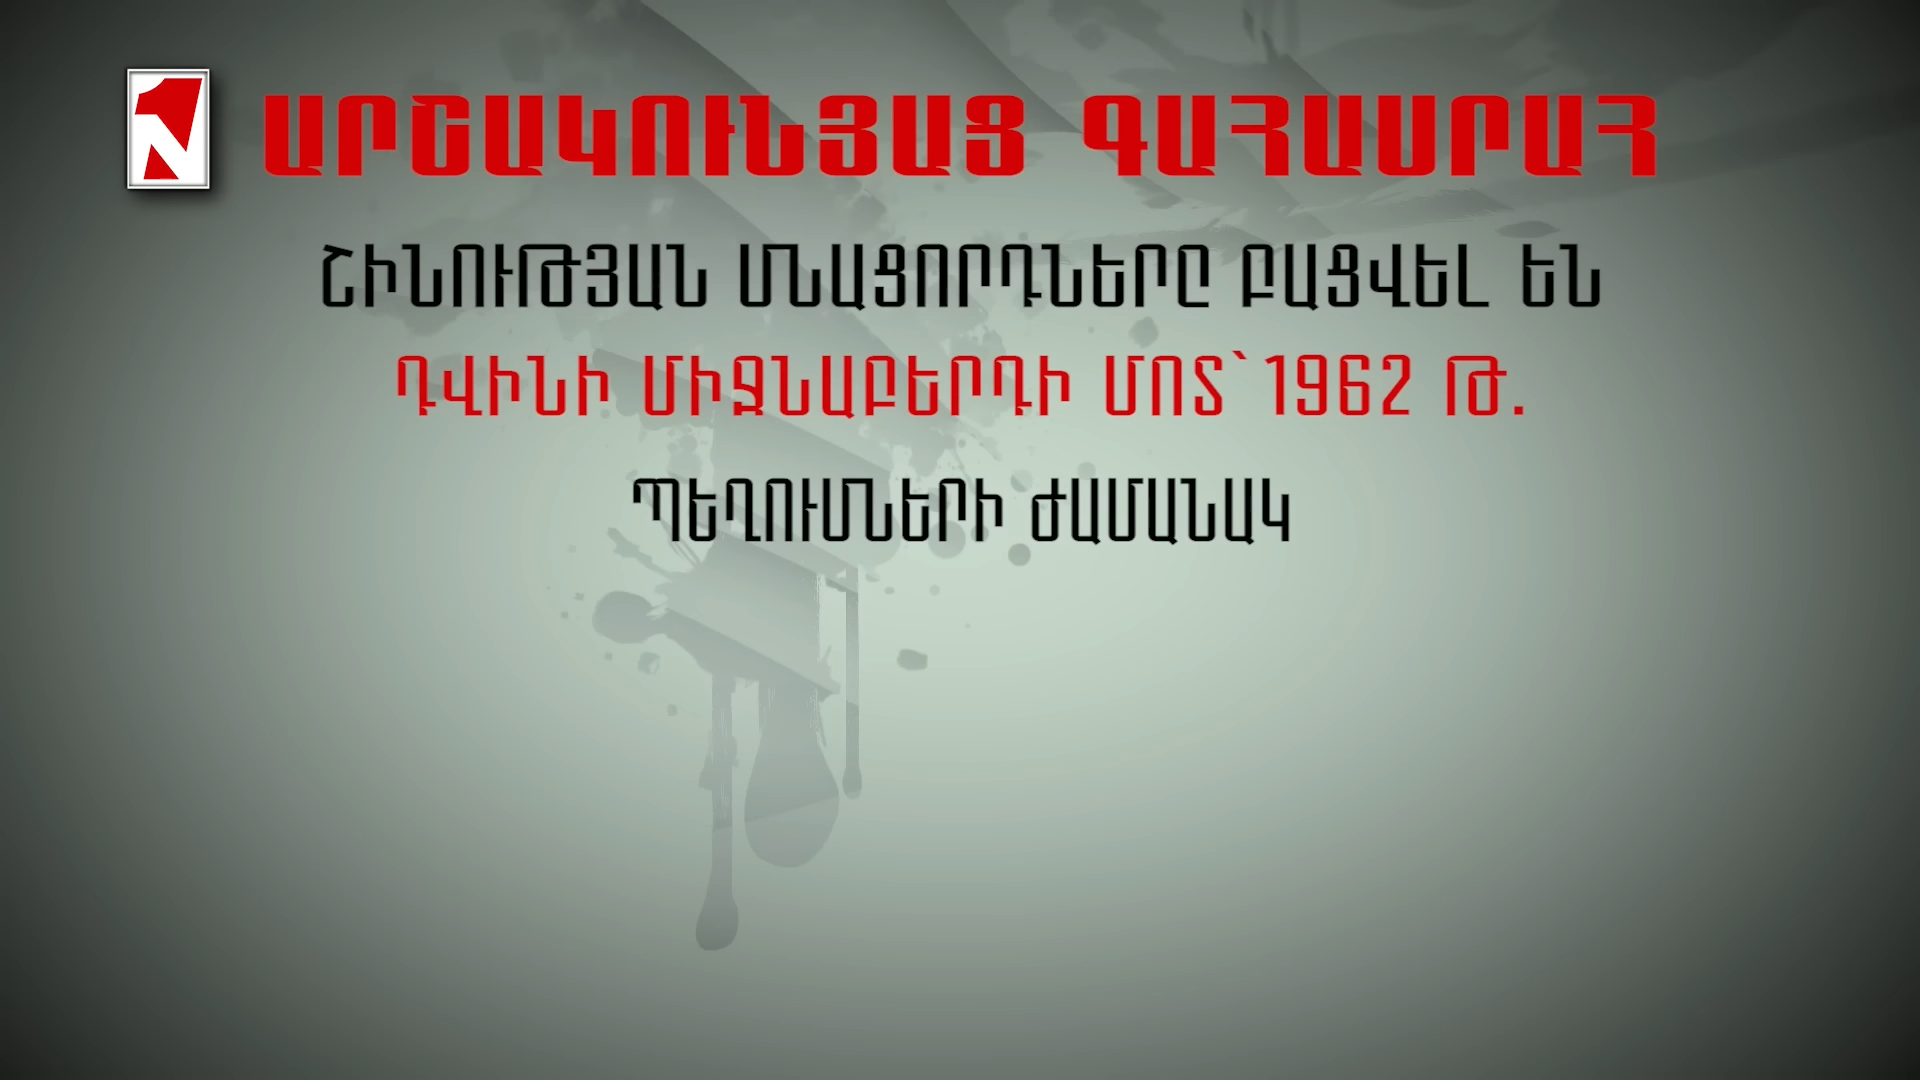 ԱՐՇԱԿՈՒՆՅԱՑ ԳԱՀԱՍՐԱՀ
ՇԻՆՈՒԹՅԱՆ ՄՆԱՑՈՐԴՆԵՐԸ ԲԱՑՎԵԼ ԵՆ
ԴՎԻՆԻ ՄԻՋՆԱԲԵՐԴԻ ՄՈՏ՝ 1962 Թ.
ՊԵՂՈՒՄՆԵՐԻ ԺԱՄԱՆԱԿ